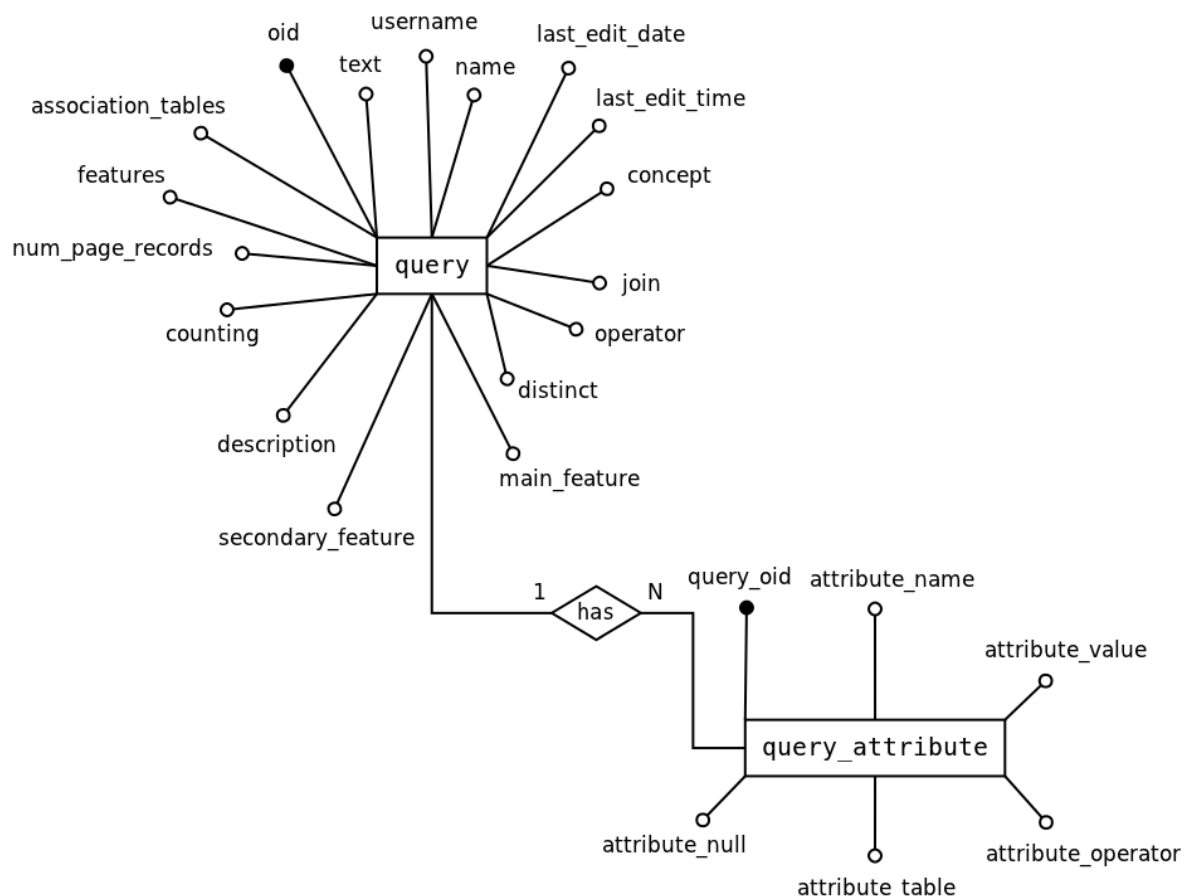 username
oid
last_edit_date
text
name
association_tables
last_edit_time
features
concept
num_page_records
query
join
counting
operator
distinct
description
main_feature
secondary_feature
query_oid
attribute_name
1
has
N
attribute_value
query_attribute
attribute_null
attribute_operator
attribute_table